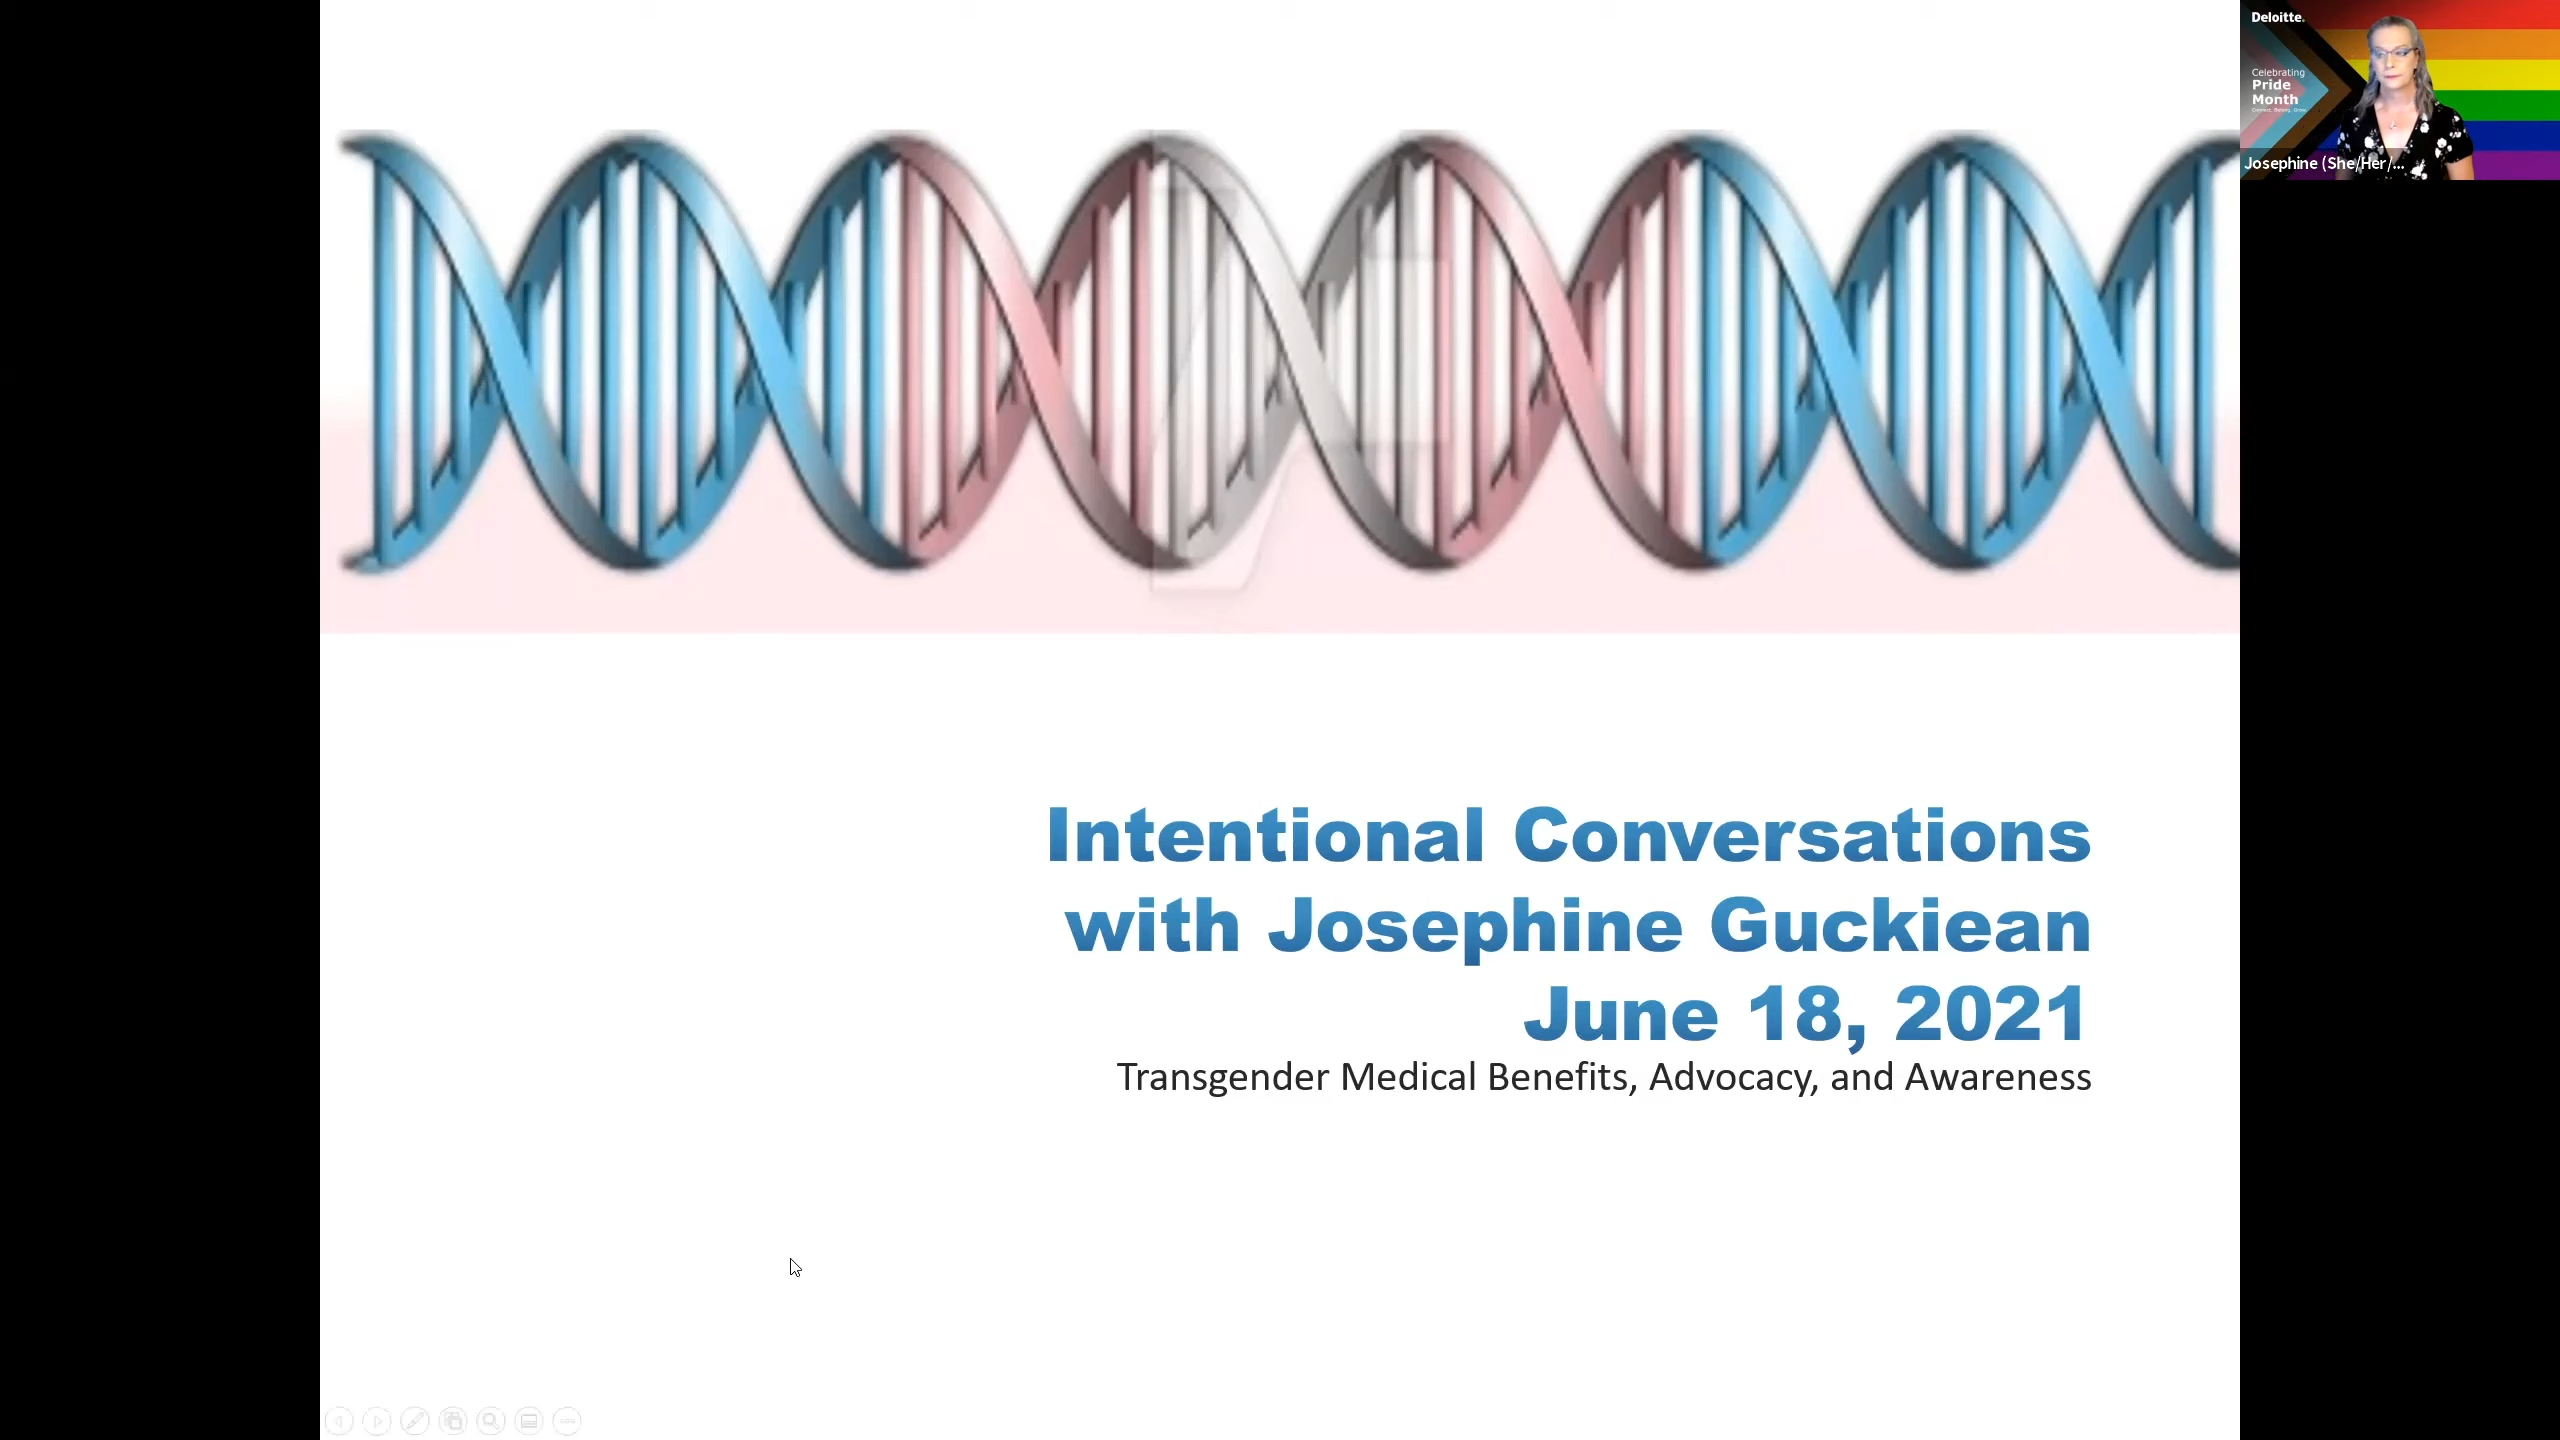 Deloitte.
Celebrating
Pride
Month
Josephine (She/Her/...
Intentional Conversations
with Josephine Guckiean
June 18, 2021
Transgender Medical Benefits, Advocacy, and Awareness